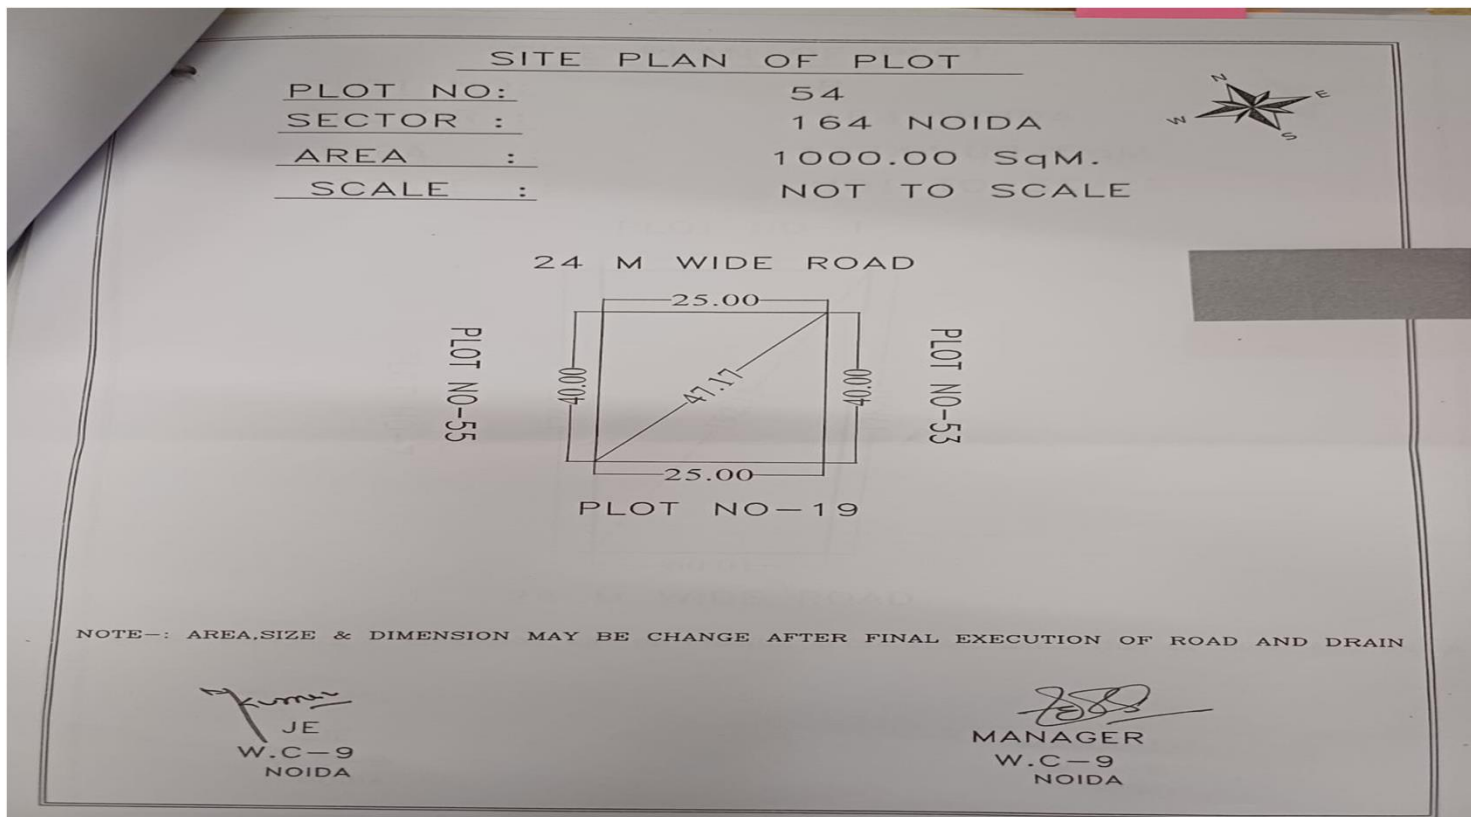 SITE PLAN OF PLOT
PLOT NO: 54
SECTOR : 164 NOIDA
AREA : 1000.00 SqM.
SCALE : NOT TO SCALE
N
E
W
S
24 M WIDE ROAD
25.00
PLOT NO-55
40.00
47.17
40.00
PLOT NO-53
25.00
PLOT NO-19
NOTE-: AREA,SIZE & DIMENSION MAY BE CHANGE AFTER FINAL EXECUTION OF ROAD AND DRAIN
JE
W.C-9
NOIDA
MANAGER
W.C-9
NOIDA